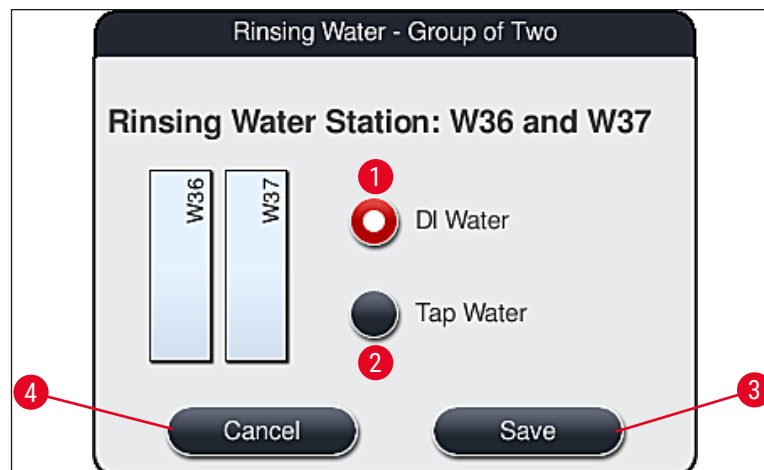 Rinsing Water - Group of Two
Rinsing Water Station: W36 and W37
W36
W37
1
DI Water
Tap Water
2
4
3
Cancel
Save